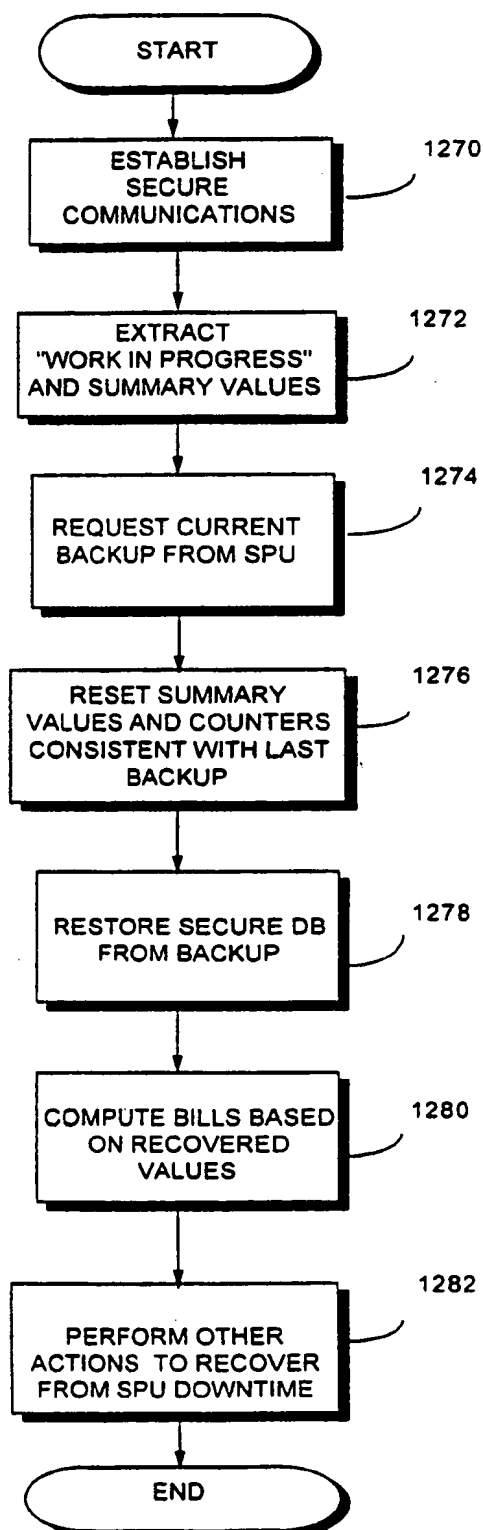 START
ESTABLISH
SECURE
COMMUNICATIONS
1270
EXTRACT
"WORK IN PROGRESS"
AND SUMMARY VALUES
1272
REQUEST CURRENT
BACKUP FROM SPU
1274
RESET SUMMARY
VALUES AND COUNTERS
CONSISTENT WITH LAST
BACKUP
1276
RESTORE SECURE DB
FROM BACKUP
1278
COMPUTE BILLS BASED
ON RECOVERED
VALUES
1280
PERFORM OTHER
ACTIONS TO RECOVER
FROM SPU DOWNTIME
1282
END